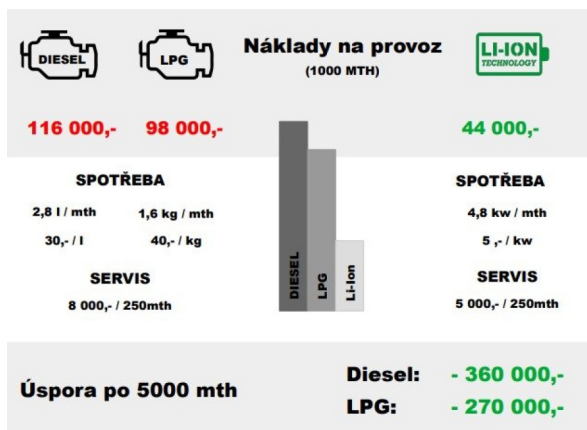 DIESEL
LPG
Náklady na provoz
(1000 MTH)
LI-ION
TECHNOLOGY
116 000,-
98 000,-
44 000,-
SPOTŘEBA
2,8 l / mth
1,6 kg / mth
30,- / l
40,- / kg
SERVIS
8 000,- / 250mth
DIESEL
LPG
Li-Ion
SPOTŘEBA
4,8 kw / mth
5 ,- / kw
SERVIS
5 000,- / 250mth
Úspora po 5000 mth
Diesel: - 360 000,-
LPG: - 270 000,-